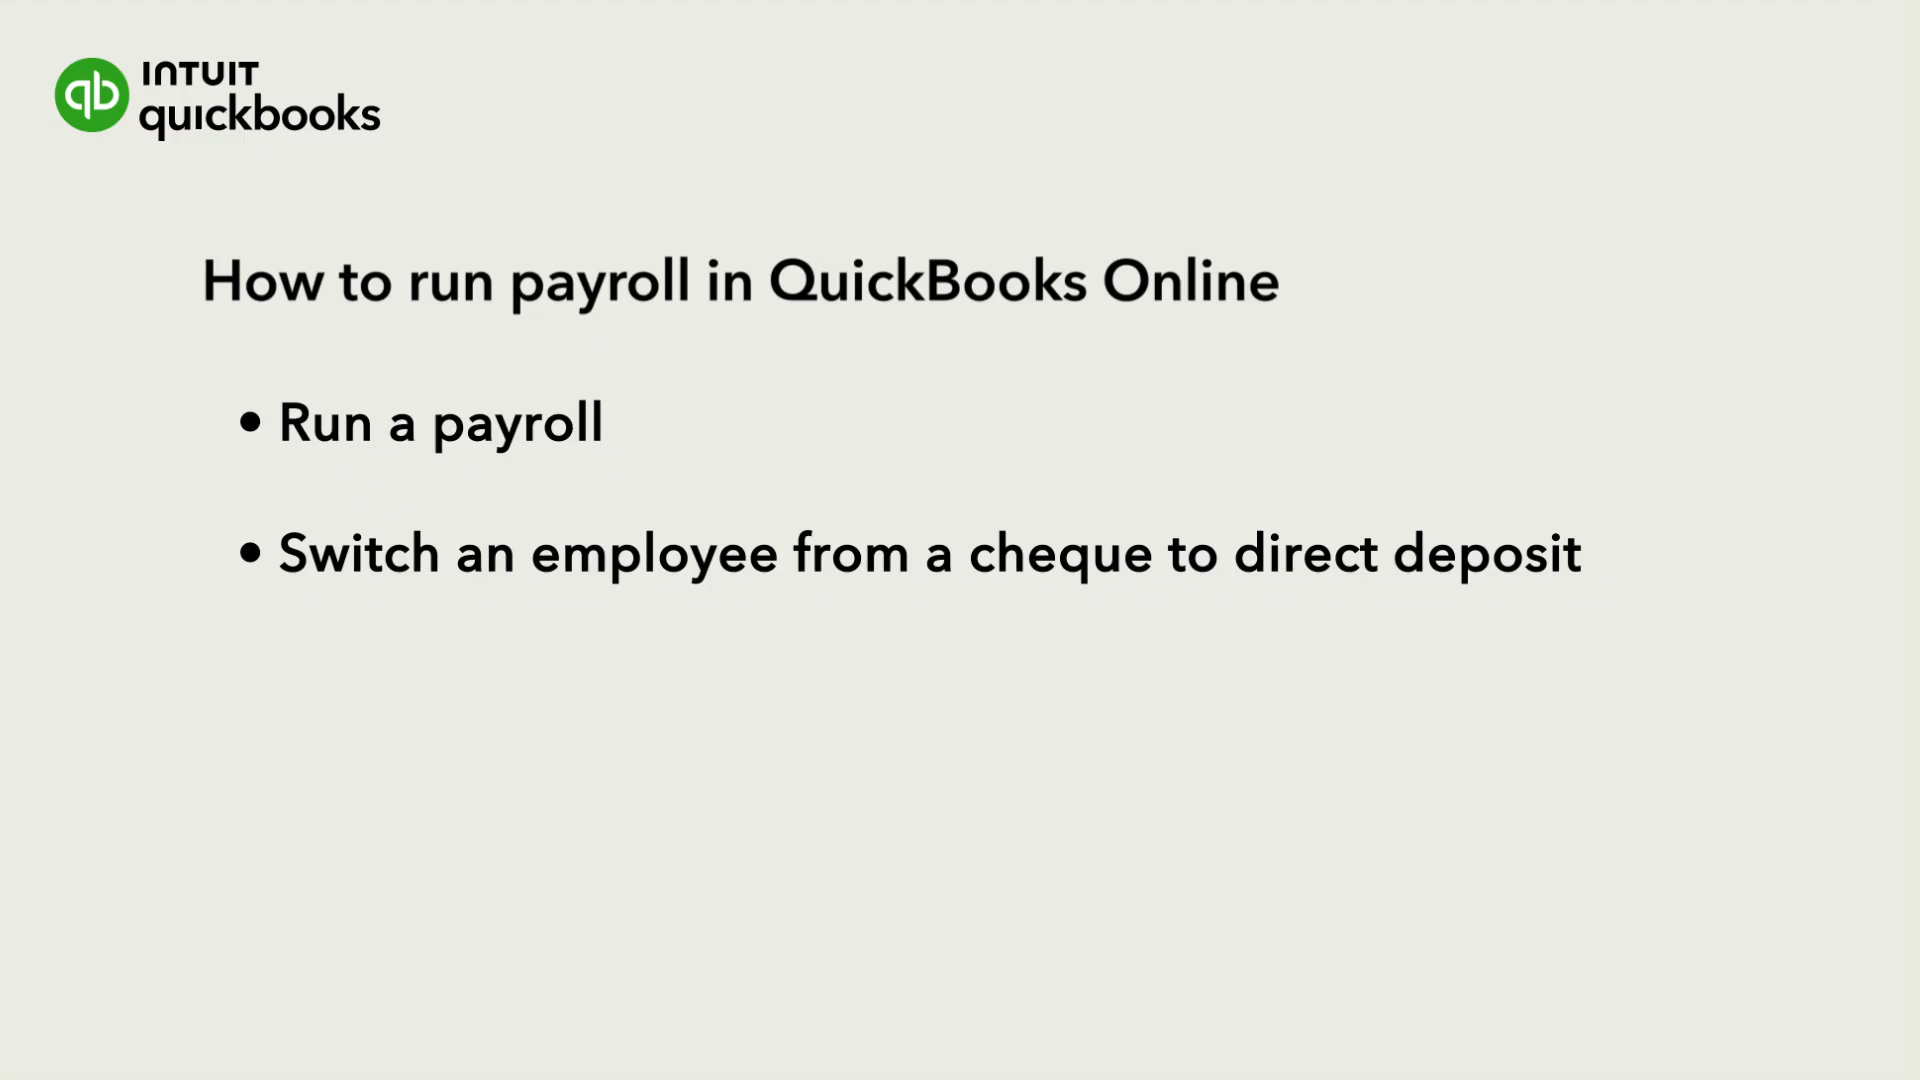 INTUIT
quickbooks
How to run payroll in QuickBooks Online
• Run a payroll
• Switch an employee from a cheque to direct deposit